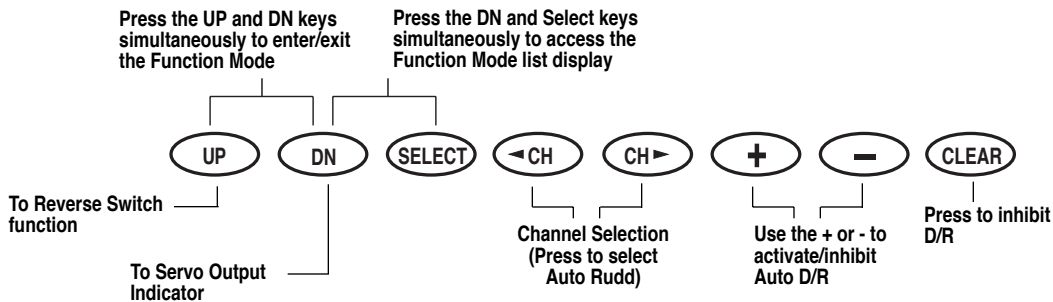 Press the UP and DN keys
simultaneously to enter/exit
the Function Mode
Press the DN and Select keys
simultaneously to access the
Function Mode list display
UP
DN
SELECT
◄CH
CH►
+
–
CLEAR
To Reverse Switch
function
To Servo Output
Indicator
Channel Selection
(Press to select
Auto Rudd)
Use the + or - to
activate/inhibit
Auto D/R
Press to inhibit
D/R